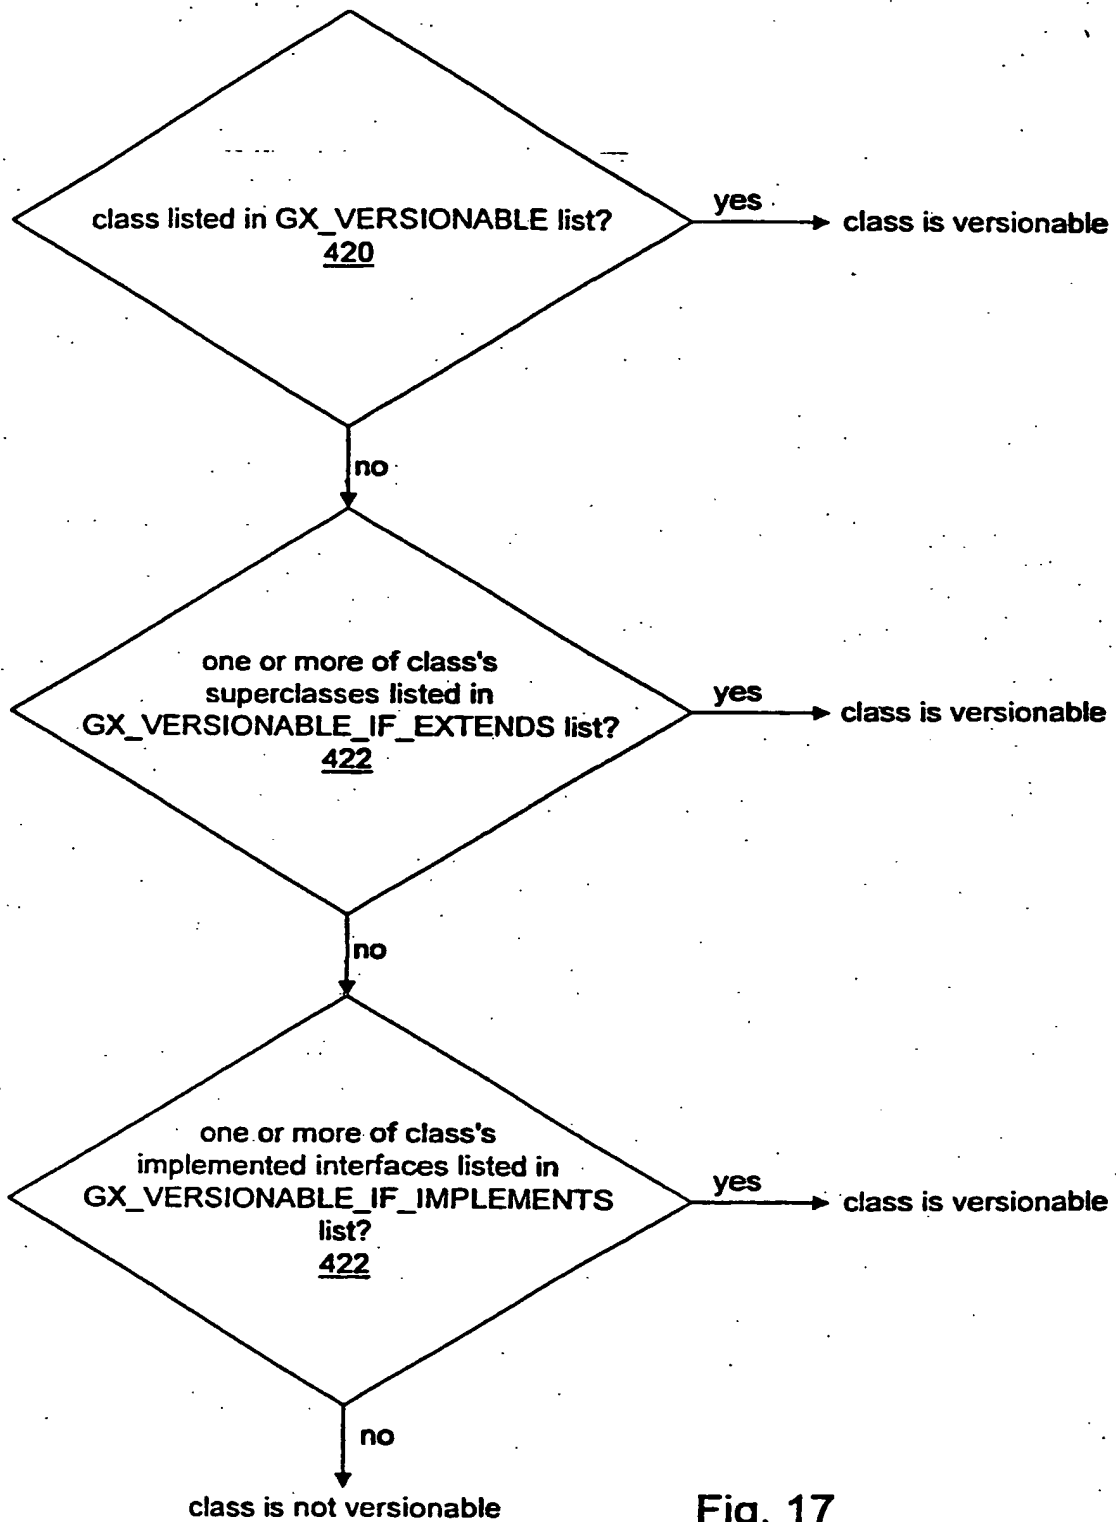 class listed in GX_VERSIONABLE list?
420
yes
class is versionable
no
one or more of class's
superclasses listed in
GX_VERSIONABLE_IF_EXTENDS list?
422
yes
class is versionable
no
one or more of class's
implemented interfaces listed in
GX_VERSIONABLE_IF_IMPLEMENTS
list?
422
yes
class is versionable
no
class is not versionable
Fig. 17